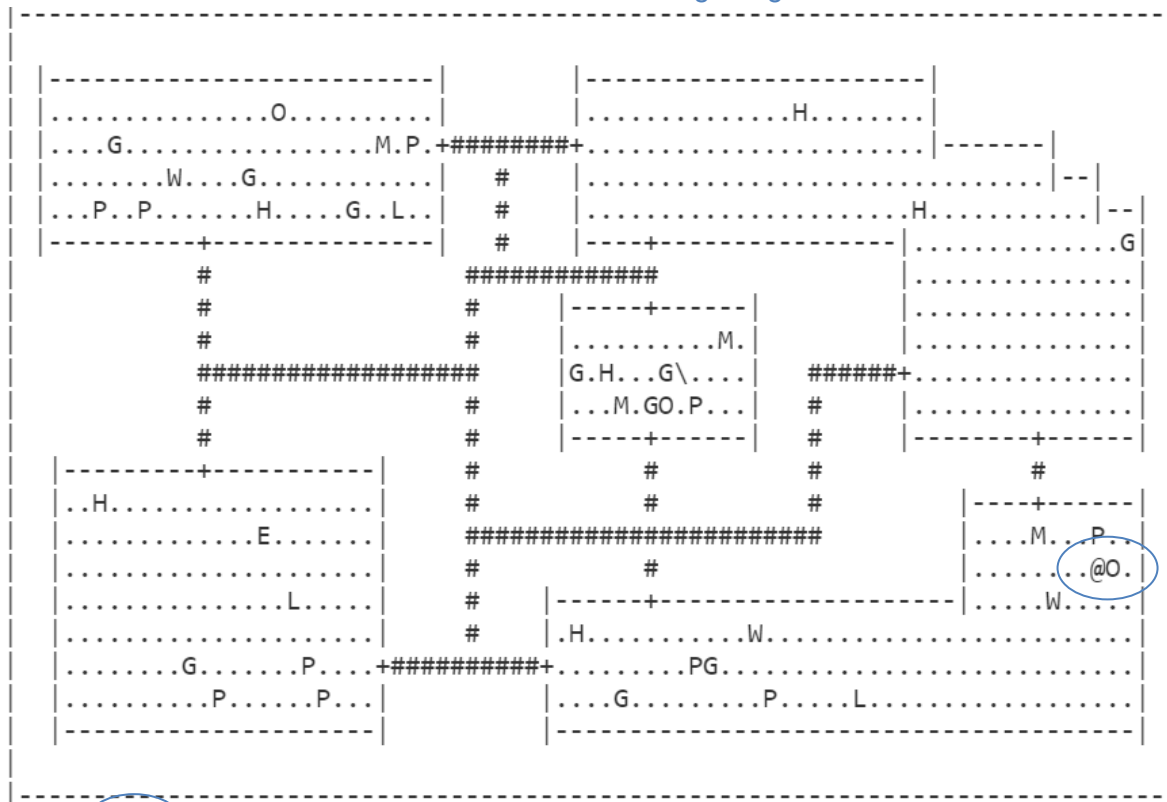 |-----------------------------------------------------------------------------
|
| |--------------------------|        |-----------------------|
| |...............O..........|        |..............H........|
| |....G.................M.P.+########+.......................|-------|
| |........W....G............|   #    |...............................|--|
| |...P..P.......H.....G..L..|   #    |......................H...........|--|
| |----------+---------------|   #    |----+----------------|..............G|
|            #                 #############                |...............|
|            #                 #     |-----+------|         |...............|
|            #                 #     |..........M.|         |...............|
|            ###################     |G.H...G\....|   ######+...............|
|            #                 #     |...M.GO.P...|   #     |...............|
|            #                 #     |-----+------|   #     |--------+------|
|  |---------+-----------|     #           #          #              #
|  |..H..................|     #           #          #         |----+------|
|  |.............E.......|     ########################         |....M...P..|
|  |.....................|     #           #                    |........@O.|
|  |...............L.....|     #    |------+--------------------|.....W.....|
|  |.....................|     #    |.H...........W.........................|
|  |........G.......P....+##########+.........PG............................|
|  |..........P......P...|          |....G.........P.....L..................|
|  |---------------------|          |---------------------------------------|
|
|-----------------------------------------------------------------------------